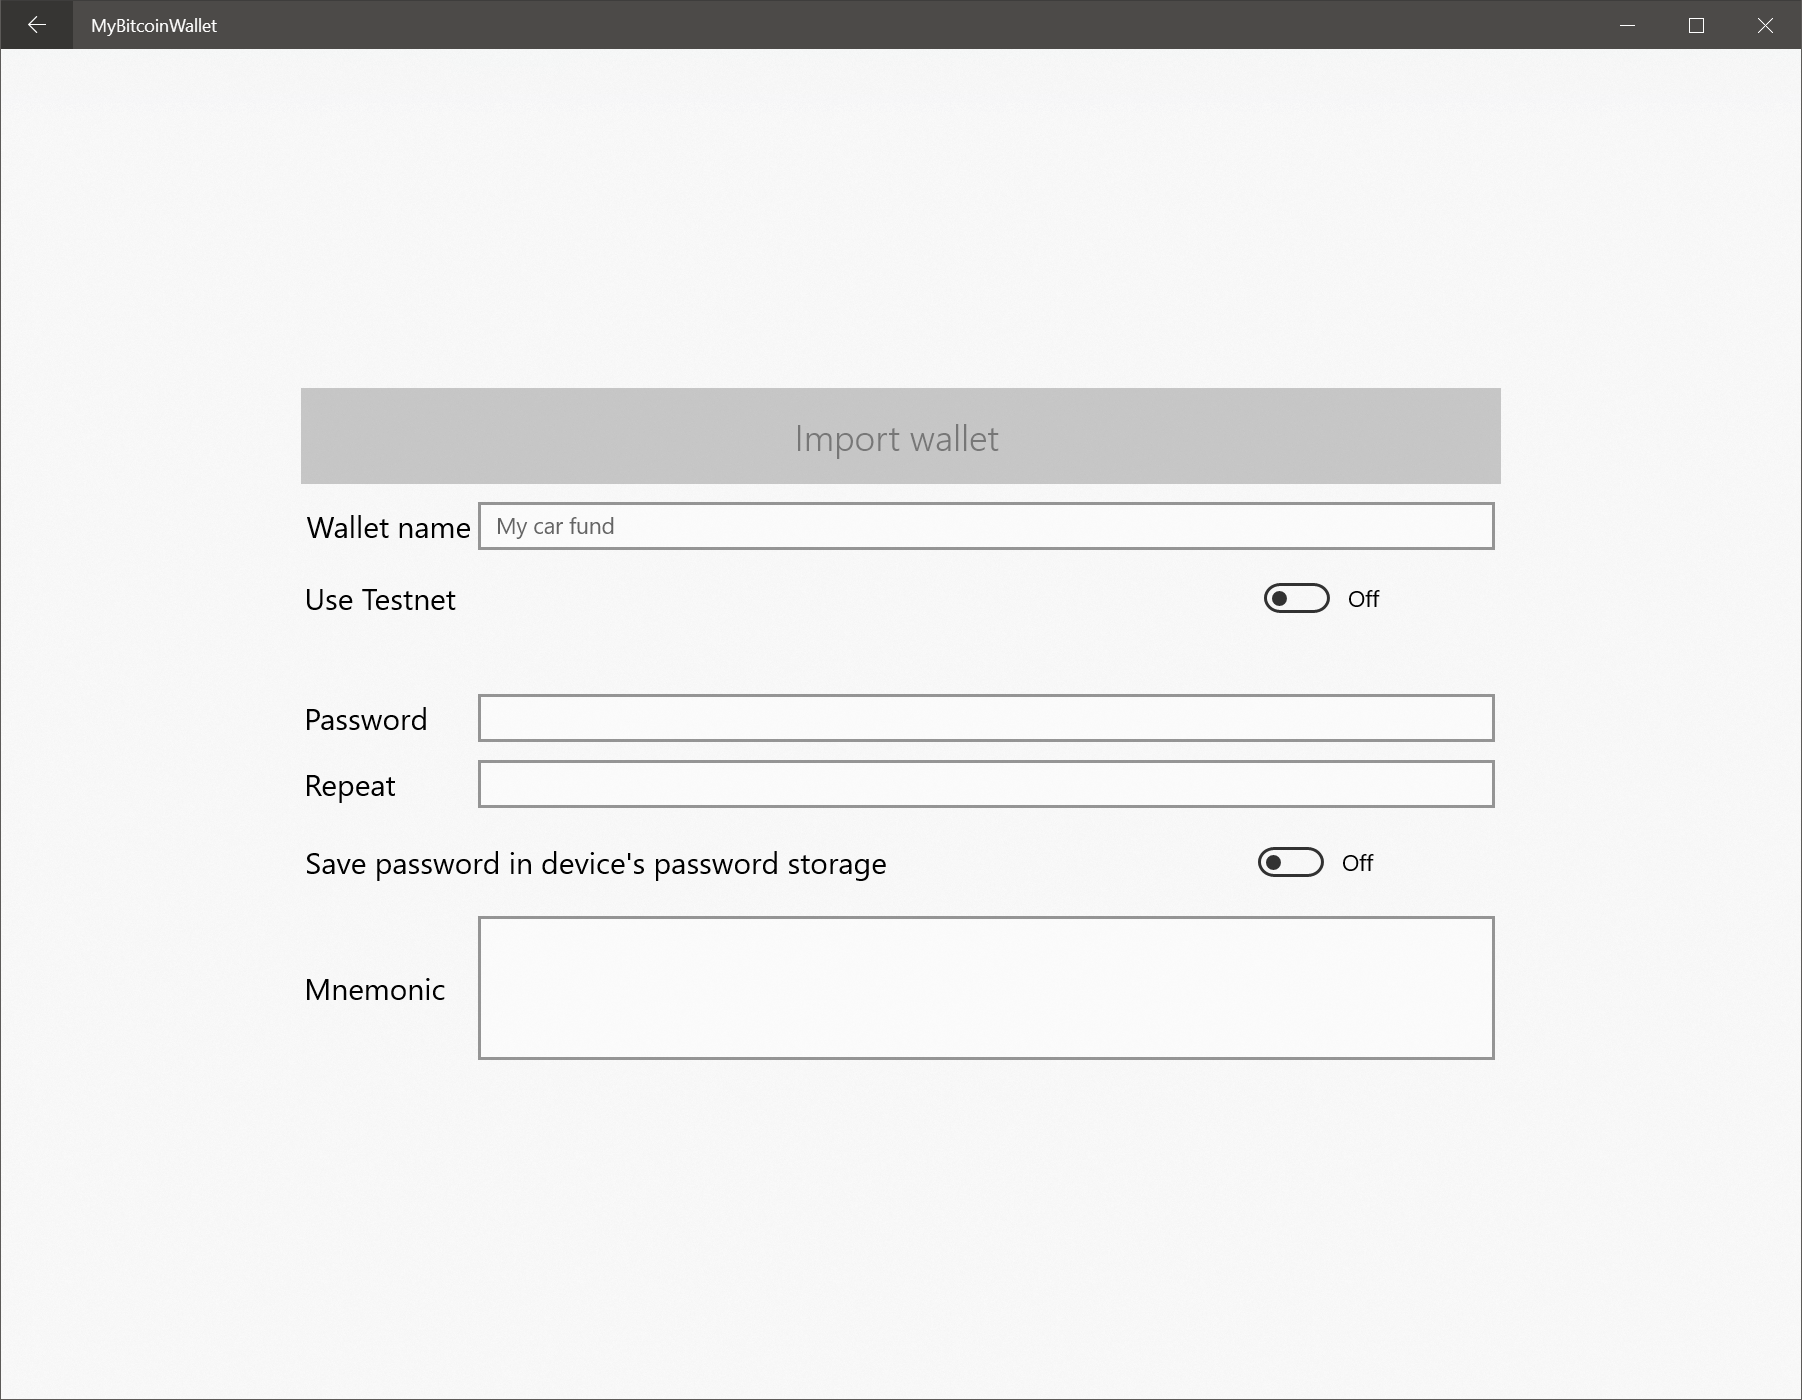 MyBitcoinWallet
Import wallet
Wallet name My car fund
Use Testnet Off
Password
Repeat
Save password in device's password storage Off
Mnemonic